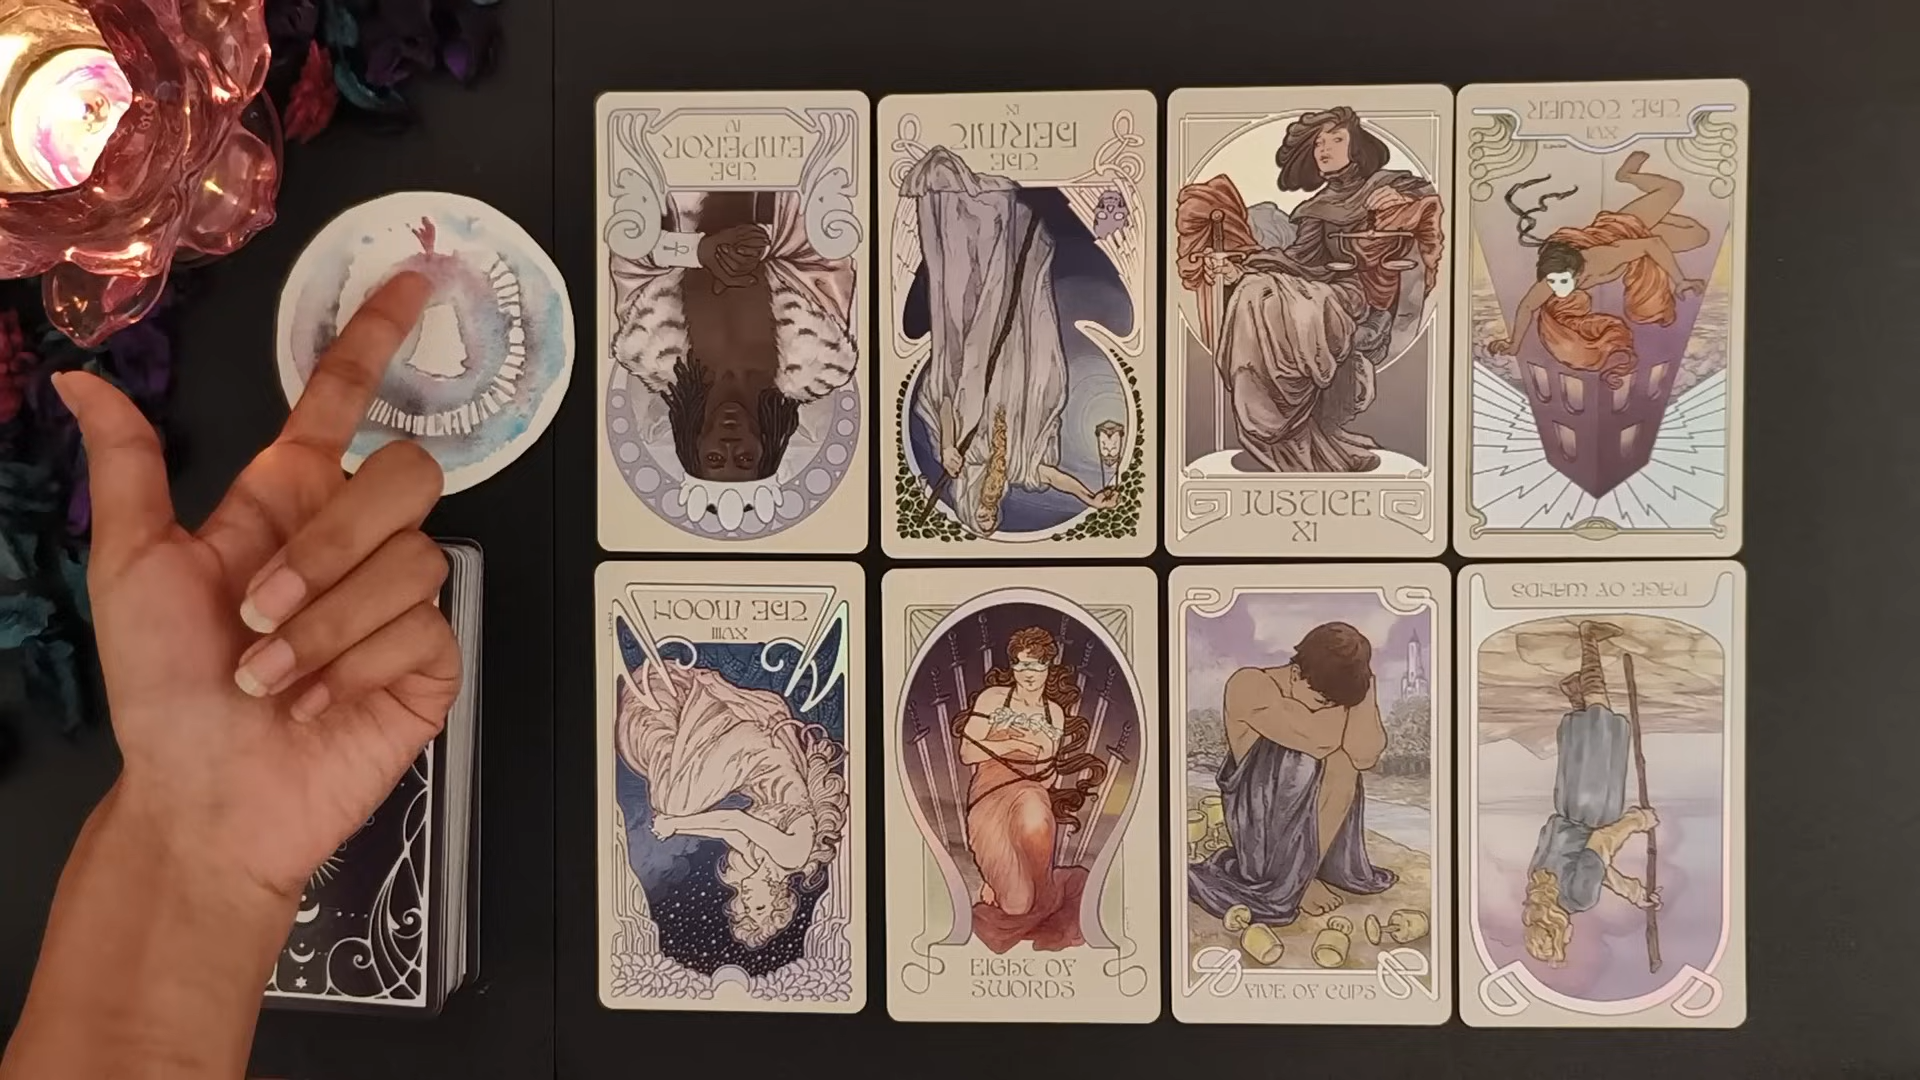 THE
EMPEROR
IV
THE
HERMIT
IX
JUSTICE
XI
THE TOWER
XVI
THE MOON
XVIII
EIGHT OF
SWORDS
FIVE OF CUPS
PAGE OF WANDS